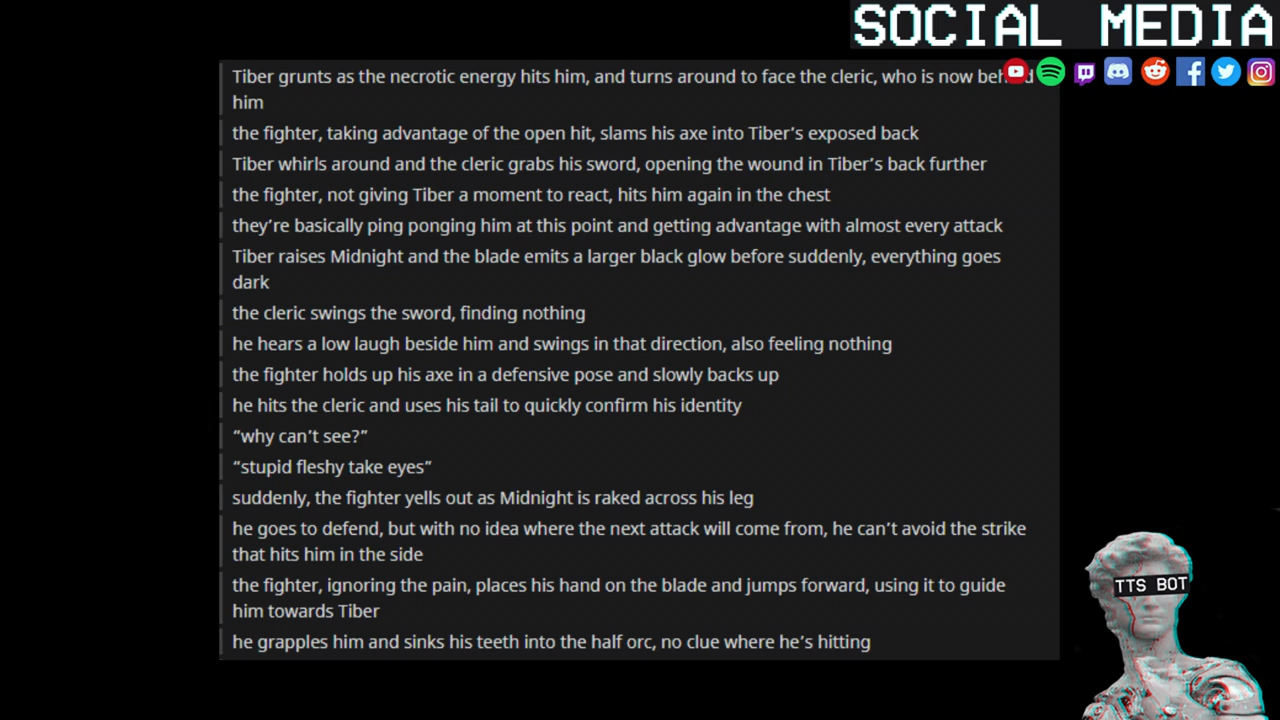 SOCIAL MEDIA
Tiber grunts as the necrotic energy hits him, and turns around to face the cleric, who is now behind
him
the fighter, taking advantage of the open hit, slams his axe into Tiber’s exposed back
Tiber whirls around and the cleric grabs his sword, opening the wound in Tiber’s back further
the fighter, not giving Tiber a moment to react, hits him again in the chest
they’re basically ping ponging him at this point and getting advantage with almost every attack
Tiber raises Midnight and the blade emits a larger black glow before suddenly, everything goes
dark
the cleric swings the sword, finding nothing
he hears a low laugh beside him and swings in that direction, also feeling nothing
the fighter holds up his axe in a defensive pose and slowly backs up
he hits the cleric and uses his tail to quickly confirm his identity
“why can’t see?”
“stupid fleshy take eyes”
suddenly, the fighter yells out as Midnight is raked across his leg
he goes to defend, but with no idea where the next attack will come from, he can’t avoid the strike
that hits him in the side
the fighter, ignoring the pain, places his hand on the blade and jumps forward, using it to guide
him towards Tiber
he grapples him and sinks his teeth into the half orc, no clue where he’s hitting
TTS BOT